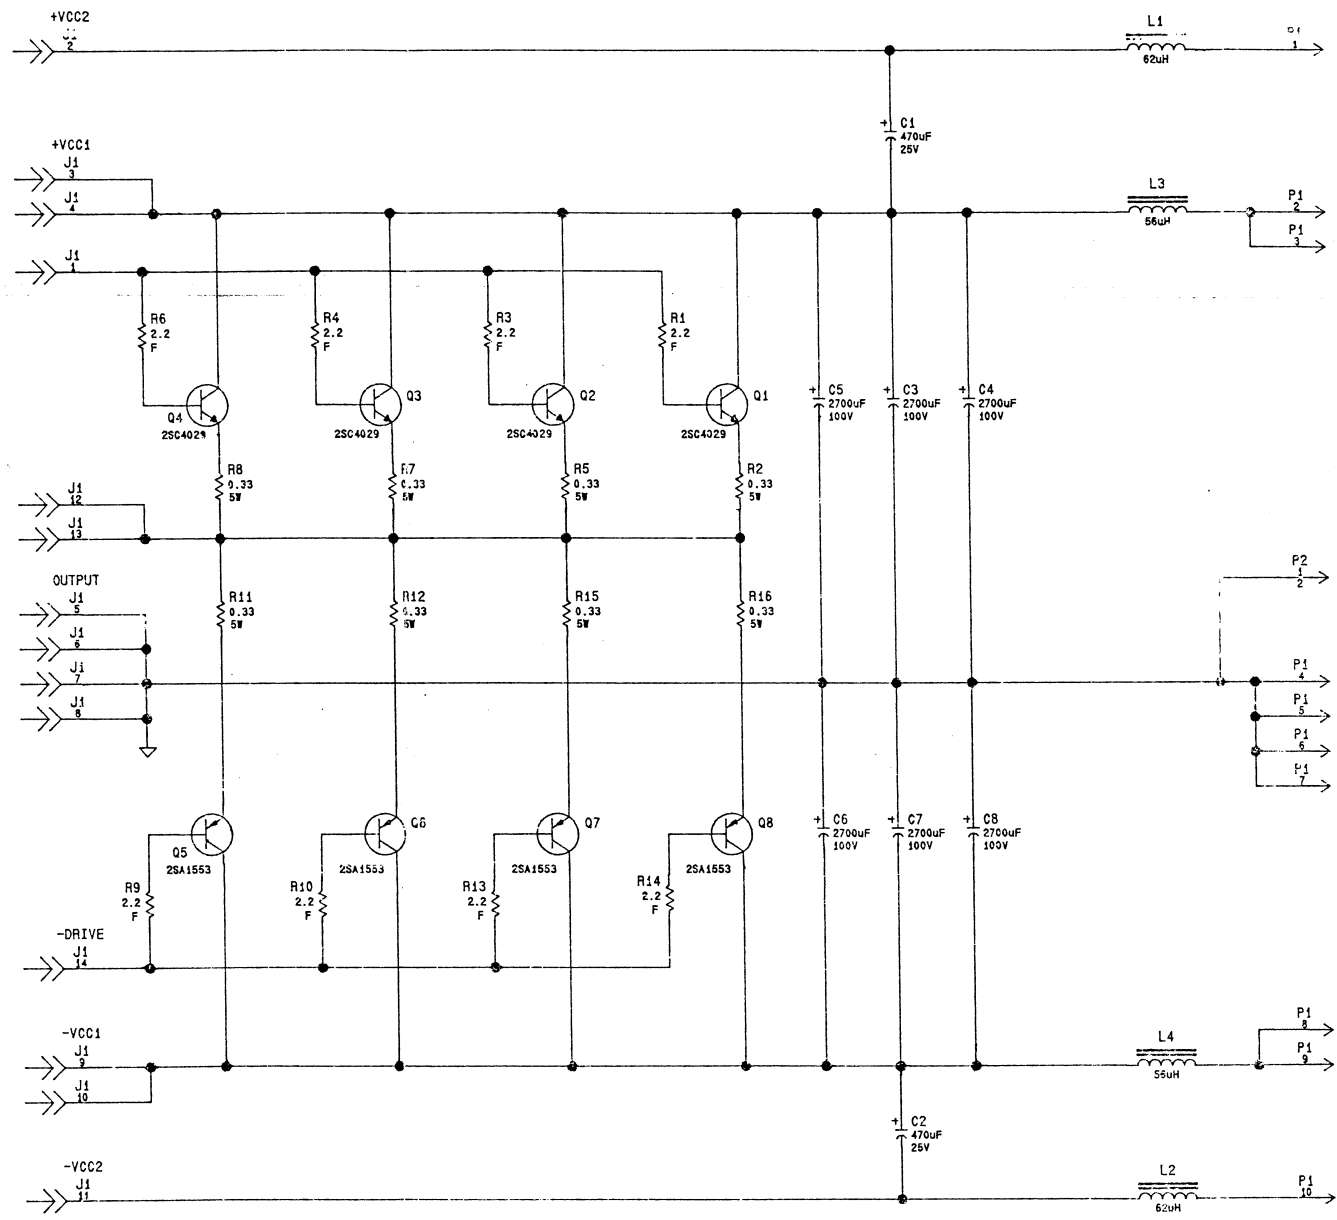 +VCC2
J1
2
L1
62uH
P1
1
C1
470uF
25V
+VCC1
J1
3
J1
4
L3
56uH
P1
2
P1
3
J1
1
R6
2.2
F
R4
2.2
F
R3
2.2
F
R1
2.2
F
Q4
2SC4029
Q3
2SC4029
Q2
2SC4029
Q1
2SC4029
C5
2700uF
100V
C3
2700uF
100V
C4
2700uF
100V
R8
0.33
5W
R7
0.33
5W
R5
0.33
5W
R2
0.33
5W
J1
12
J1
13
OUTPUT
J1
5
J1
6
J1
7
J1
8
R11
0.33
5W
R12
0.33
5W
R15
0.33
5W
R16
0.33
5W
P2
1
2
P1
4
P1
5
P1
6
P1
7
Q5
2SA1553
Q6
2SA1553
Q7
2SA1553
Q8
2SA1553
C6
2700uF
100V
C7
2700uF
100V
C8
2700uF
100V
R9
2.2
F
R10
2.2
F
R13
2.2
F
R14
2.2
F
-DRIVE
J1
14
-VCC1
J1
9
J1
10
L4
56uH
P1
8
P1
9
C2
470uF
25V
-VCC2
J1
11
L2
62uH
P1
10